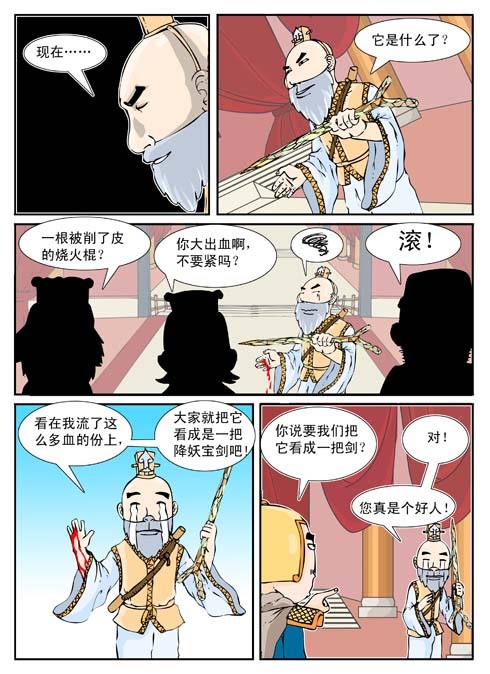 现在……
它是什么了？
一根被削了皮
的烧火棍？
你大出血啊，
不要紧吗？
滚！
看在我流了这
么多血的份上，
大家就把它
看成是一把
降妖宝剑吧！
你说要我们把
它看成一把剑？
对！
您真是个好人！